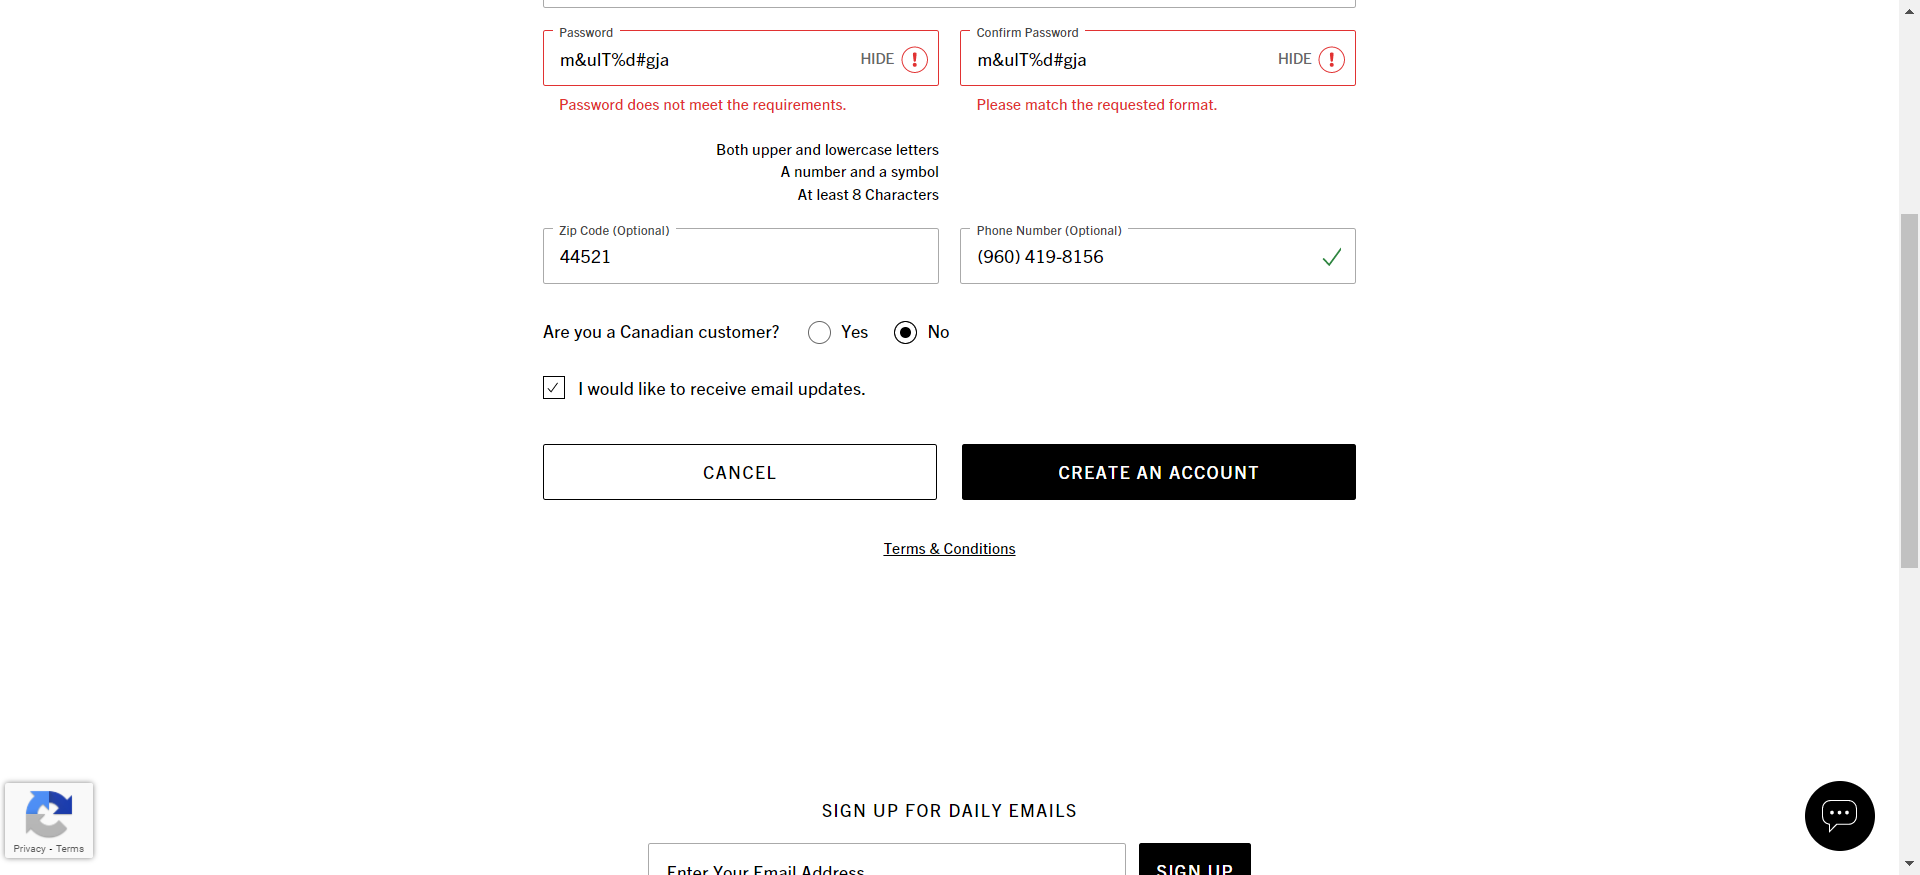 Password
Confirm Password
m&uIT%d#gja
HIDE
m&uIT%d#gja
HIDE
Password does not meet the requirements.
Please match the requested format.
Both upper and lowercase letters
A number and a symbol
At least 8 Characters
Zip Code (Optional)
Phone Number (Optional)
44521
(960) 419-8156
Are you a Canadian customer?
Yes
No
I would like to receive email updates.
CANCEL
CREATE AN ACCOUNT
Terms & Conditions
SIGN UP FOR DAILY EMAILS
Enter Your Email Address
SIGN UP
Privacy - Terms